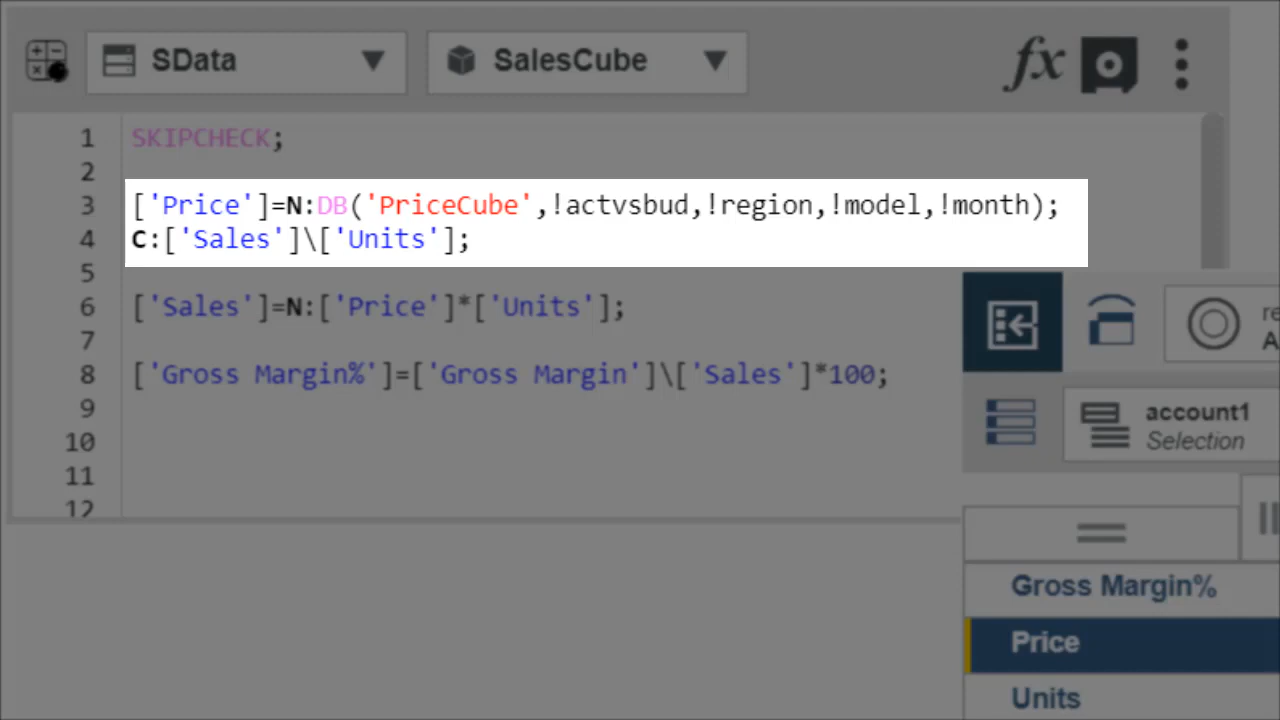 SData SalesCube fx
1 SKIPCHECK;
2
3 ['Price']=N:DB('PriceCube',!actvsbud,!region,!model,!month);
4 C:['Sales']\['Units'];
5
6 ['Sales']=N:['Price']*['Units'];
7
8 ['Gross Margin%']=['Gross Margin']\['Sales']*100;
9
10
11
12
re
A
account1
Selection
Gross Margin%
Price
Units